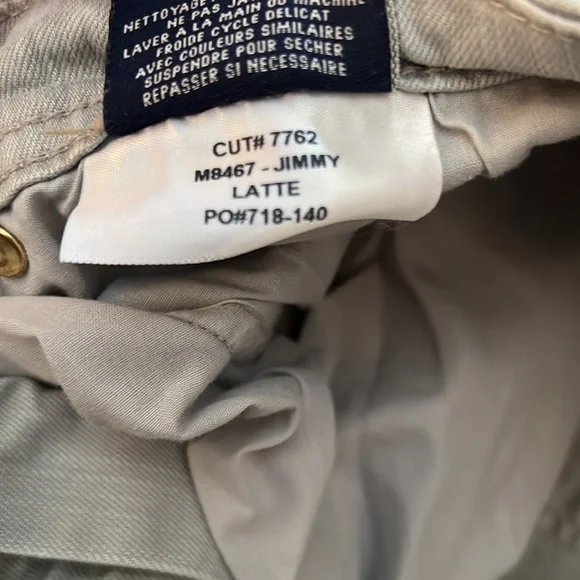 NETTOYAGE
NE PAS
LAVER A LA MAIN OU MACHINE
FROIDE CYCLE DELICAT
AVEC COULEURS SIMILAIRES
SUSPENDRE POUR SECHER
REPASSER SI NECESSAIRE
CUT# 7762
M8467 - JIMMY
LATTE
PO#718-140